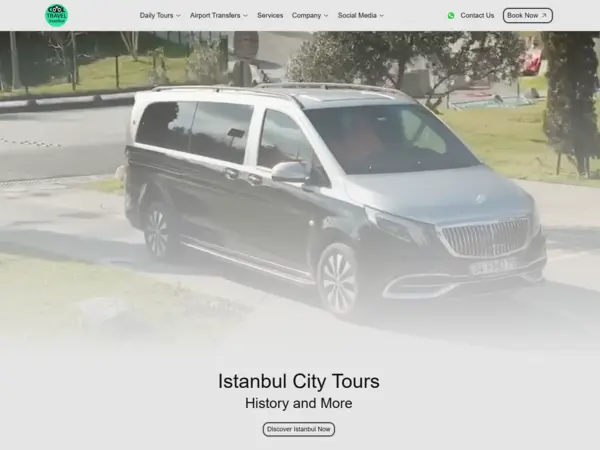 TRAVEL
Istanbul
Daily Tours
Airport Transfers
Services
Company
Social Media
Contact Us
Book Now
Istanbul City Tours
History and More
Discover Istanbul Now